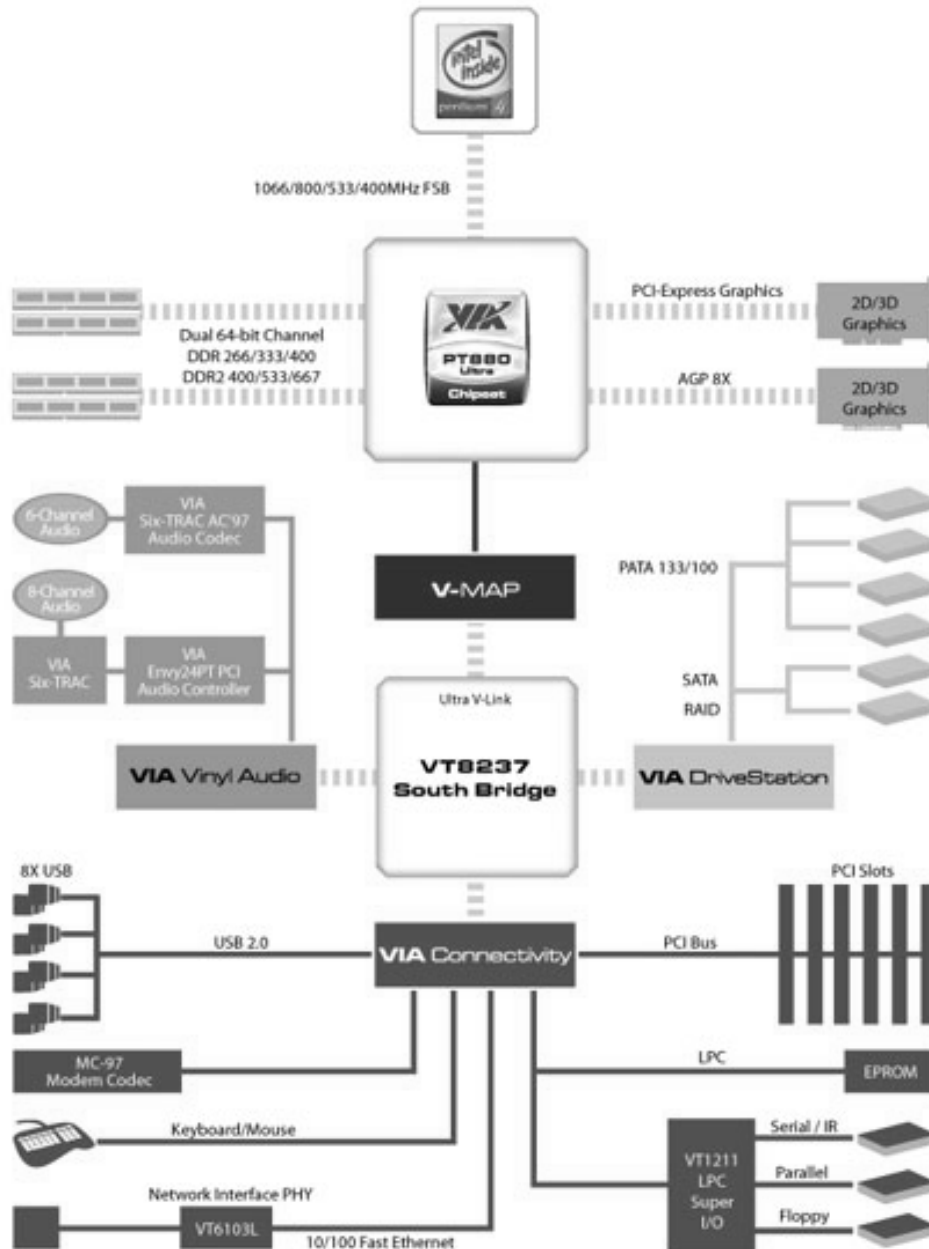 intel
inside
pentium 4
1066/800/533/400MHz FSB
PCI-Express Graphics
2D/3D
Graphics
Dual 64-bit Channel
DDR 266/333/400
DDR2 400/533/667
VIA
PT880
Ultra
Chipset
AGP 8X
2D/3D
Graphics
6-Channel
Audio
VIA
Six-TRAC AC'97
Audio Codec
8-Channel
Audio
VIA
Six-TRAC
VIA
Envy24PT PCI
Audio Controller
V-MAP
PATA 133/100
SATA
RAID
Ultra V-Link
VT8237
South Bridge
VIA Vinyl Audio
VIA DriveStation
8X USB
USB 2.0
VIA Connectivity
PCI Bus
PCI Slots
MC-97
Modem Codec
LPC
EPROM
Keyboard/Mouse
VT1211
LPC
Super
I/O
Serial / IR
Parallel
Floppy
Network Interface PHY
VT6103L
10/100 Fast Ethernet